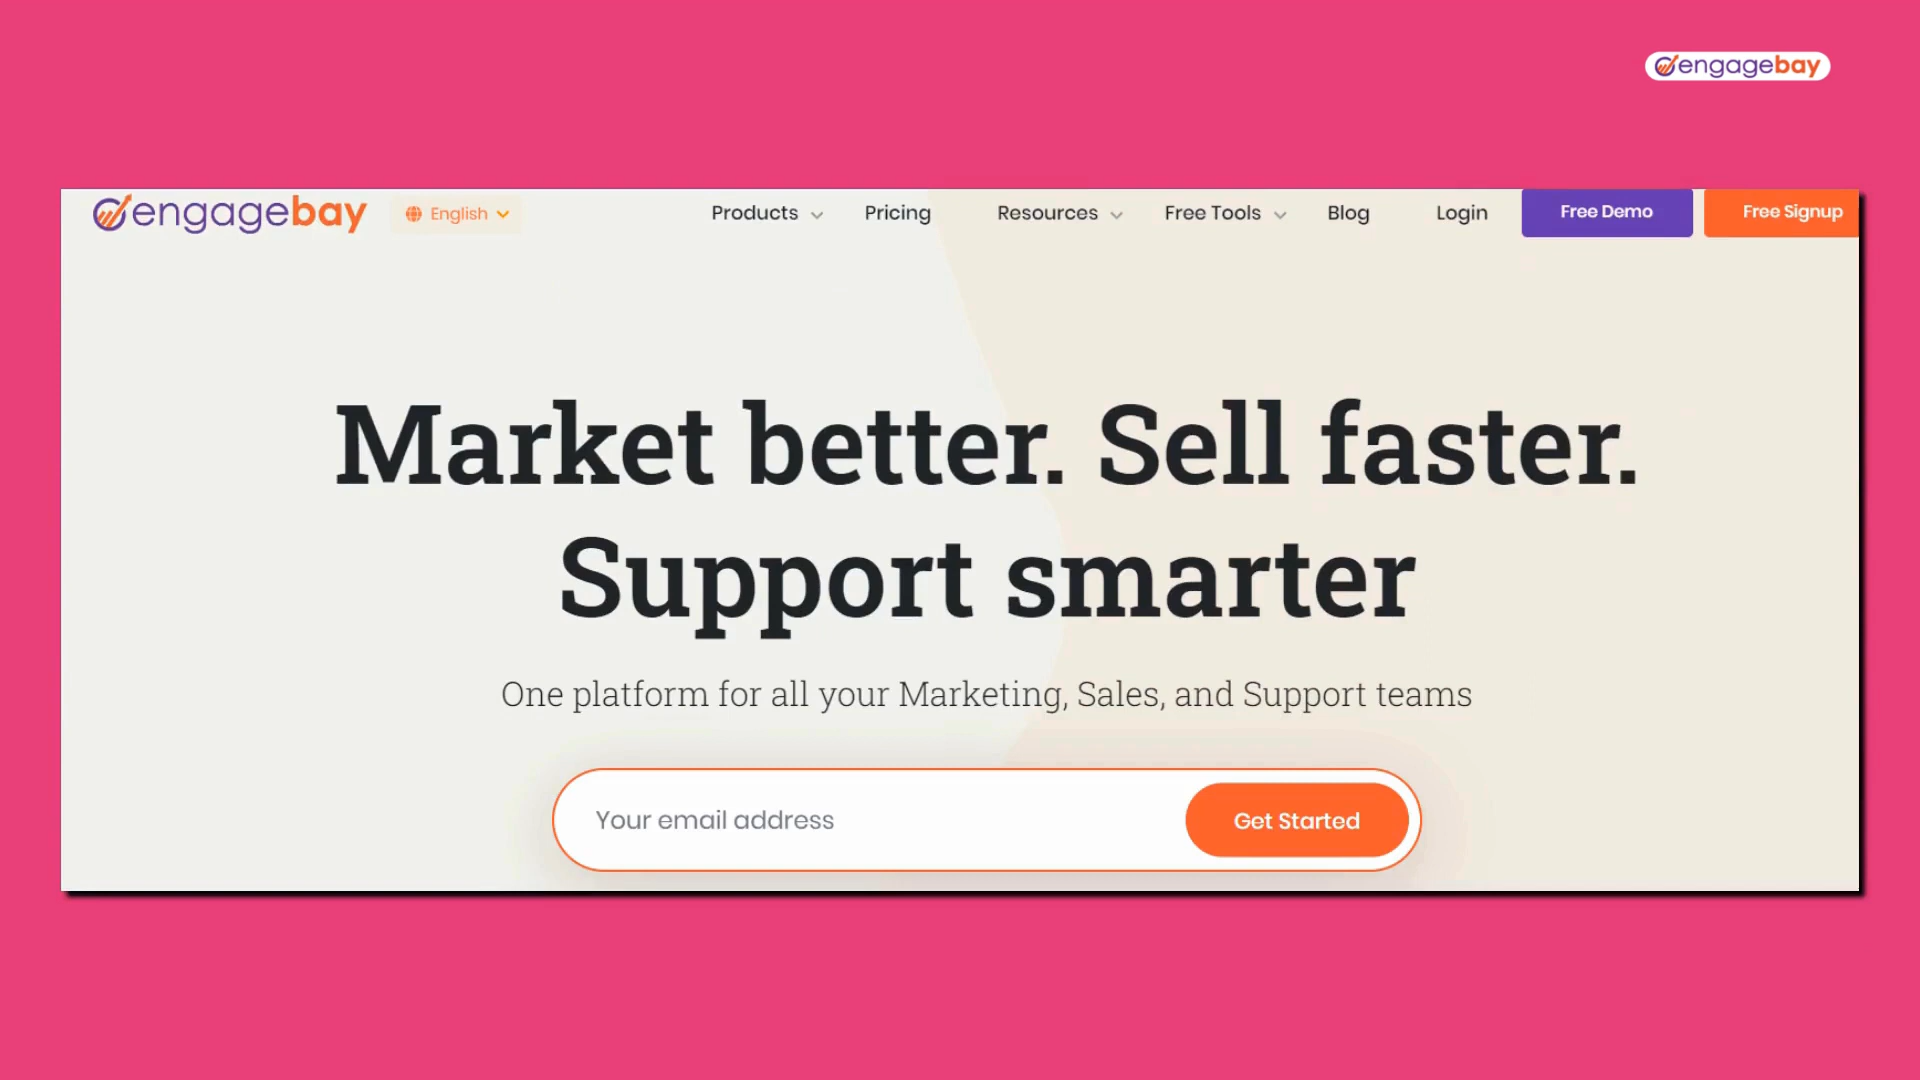 engagebay
engagebay English Products Pricing Resources Free Tools Blog Login Free Demo Free Signup
Market better. Sell faster.
Support smarter
One platform for all your Marketing, Sales, and Support teams
Your email address Get Started